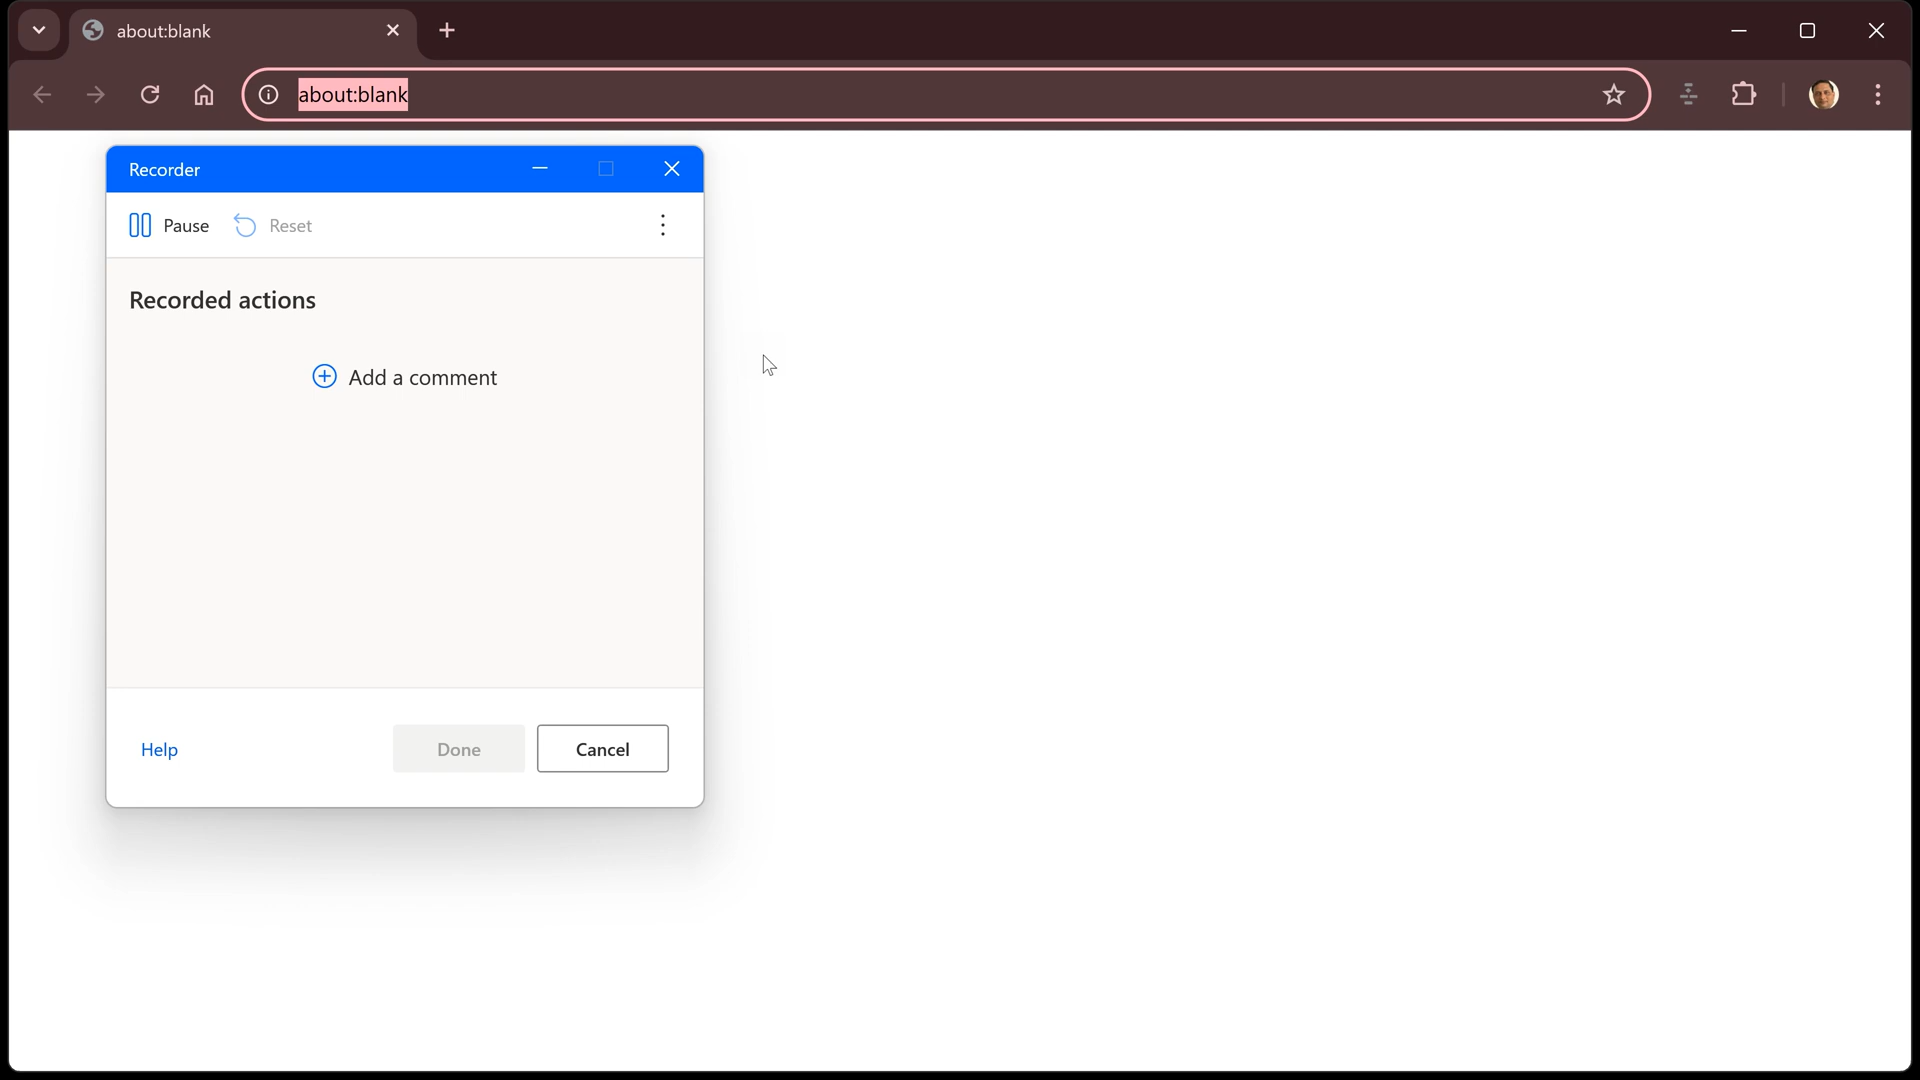 about:blank
about:blank
Recorder
Pause
Reset
Recorded actions
Add a comment
Help
Done
Cancel